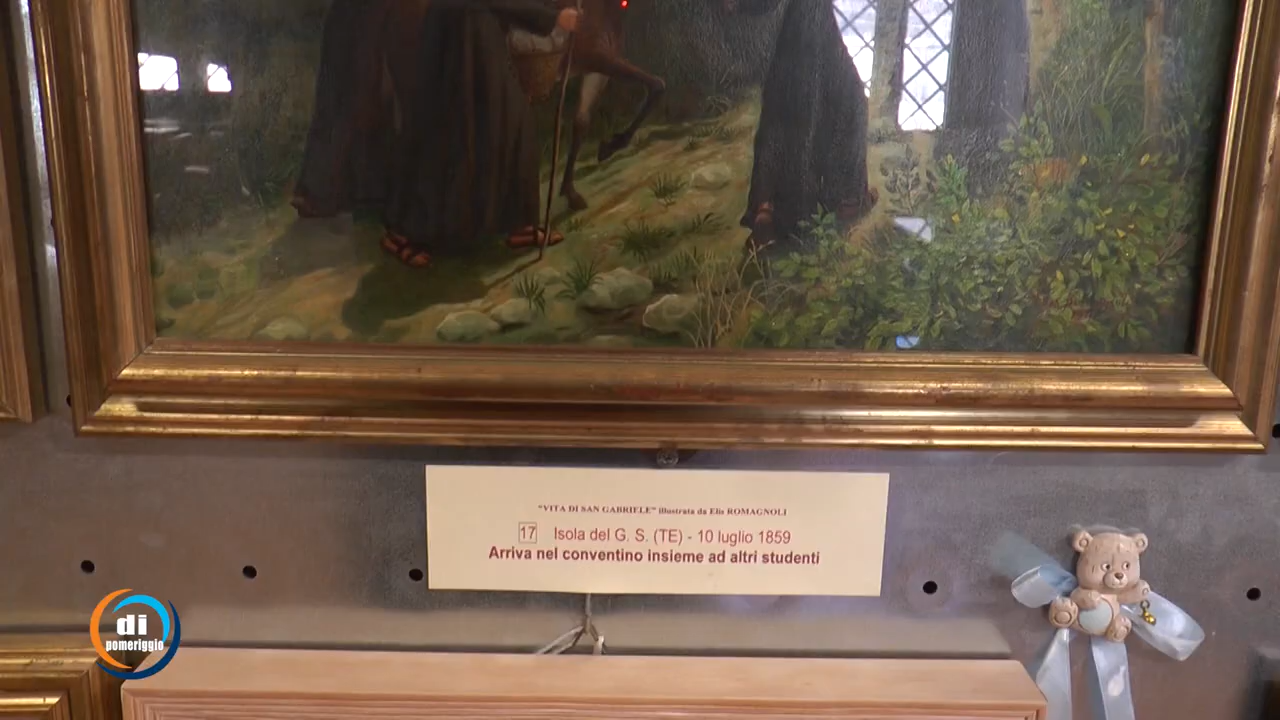 "VITA DI SAN GABRIELE" illustrata da Elis ROMAGNOLI
17 Isola del G. S. (TE) - 10 luglio 1859
Arriva nel conventino insieme ad altri studenti
di
pomeriggio